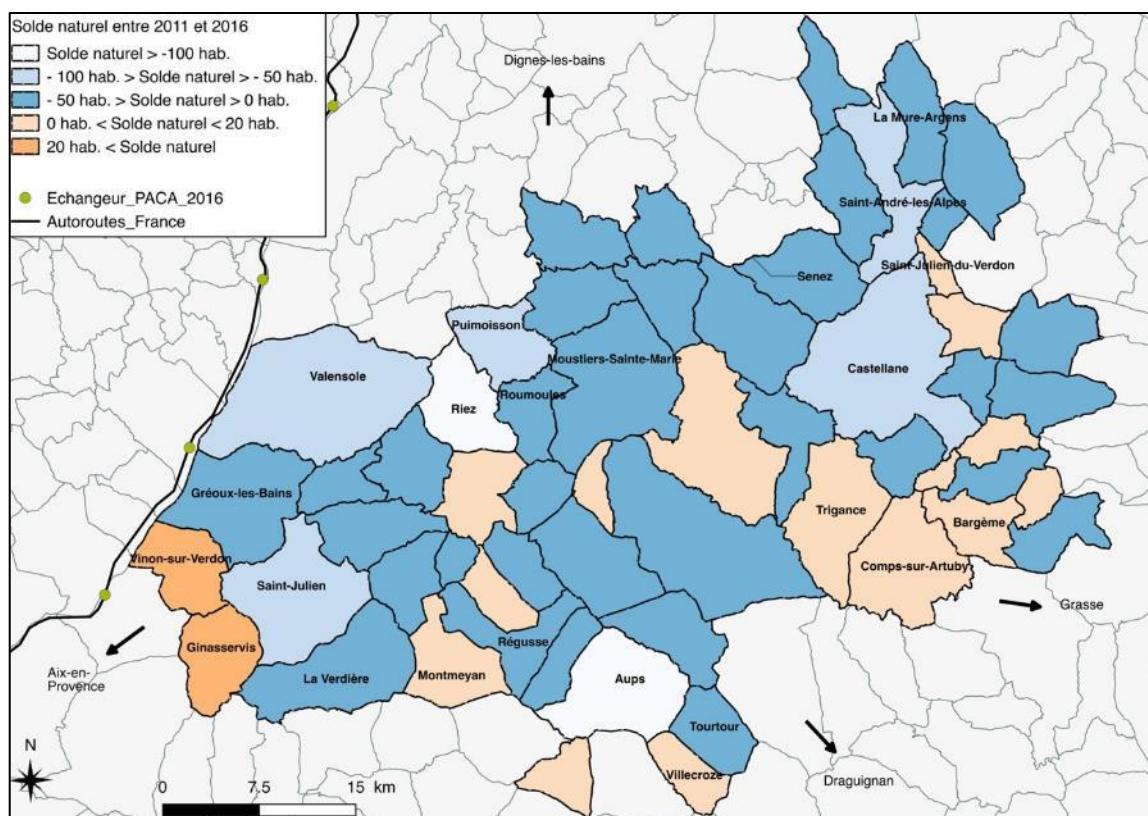 Solde naturel entre 2011 et 2016
Solde naturel > -100 hab.
- 100 hab. > Solde naturel > - 50 hab.
- 50 hab. > Solde naturel > 0 hab.
0 hab. < Solde naturel < 20 hab.
20 hab. < Solde naturel
Echangeur_PACA_2016
Autoroutes_France
Dignes-les-bains
La Mure-Argens
Saint-André-les-Alpes
Saint-Julien-du-Verdon
Senez
Puimoisson
Moustiers-Sainte-Marie
Castellane
Valensole
Roumoules
Riez
Gréoux-les-Bains
Trigance
Bargème
Vinon-sur-Verdon
Comps-sur-Artuby
Saint-Julien
Grasse
Ginasservis
Régusse
Aix-en-
Provence
La Verdière
Montmeyan
Aups
Tourtour
N
Villecroze
Draguignan
0 7.5 15 km